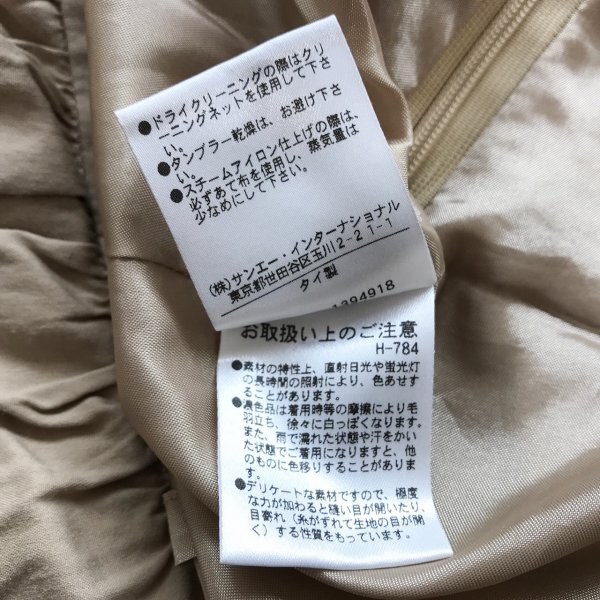 ●ドライクリーニングの際はクリ
ーニングネットを使用して下さ
い。
●タンブラー乾燥は、お避け下さ
い。
●スチームアイロン仕上げの際は、
必ずあて布を使用し、蒸気量は
少なめにして下さい。
(株)サンエー・インターナショナル
東京都世田谷区玉川2-21-1
タイ製
1394918
お取扱い上のご注意
H-784
●素材の特性上、直射日光や蛍光灯
の長時間の照射により、色あせす
ることがあります。
●濃色品は着用時等の摩擦により毛
羽立ち、徐々に白っぽくなります。
また、雨で濡れた状態や汗をかい
た状態でご着用になりますと、他
のものに色移りすることがありま
す。
●デリケートな素材ですので、極度
な力が加わると縫い目が開いたり、
目寄れ(糸がずれて生地の目が開
く)する性質をもっています。